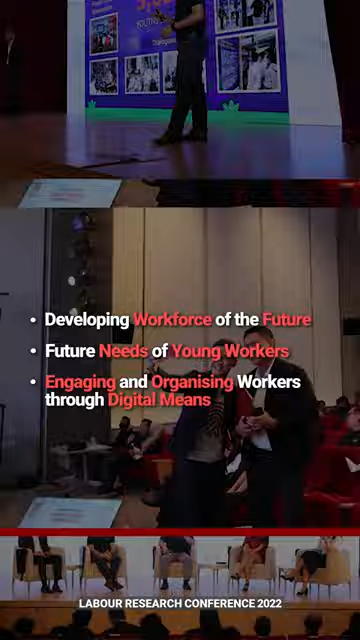 • Developing Workforce of the Future
• Future Needs of Young Workers
• Engaging and Organising Workers
through Digital Means
LABOUR RESEARCH CONFERENCE 2022